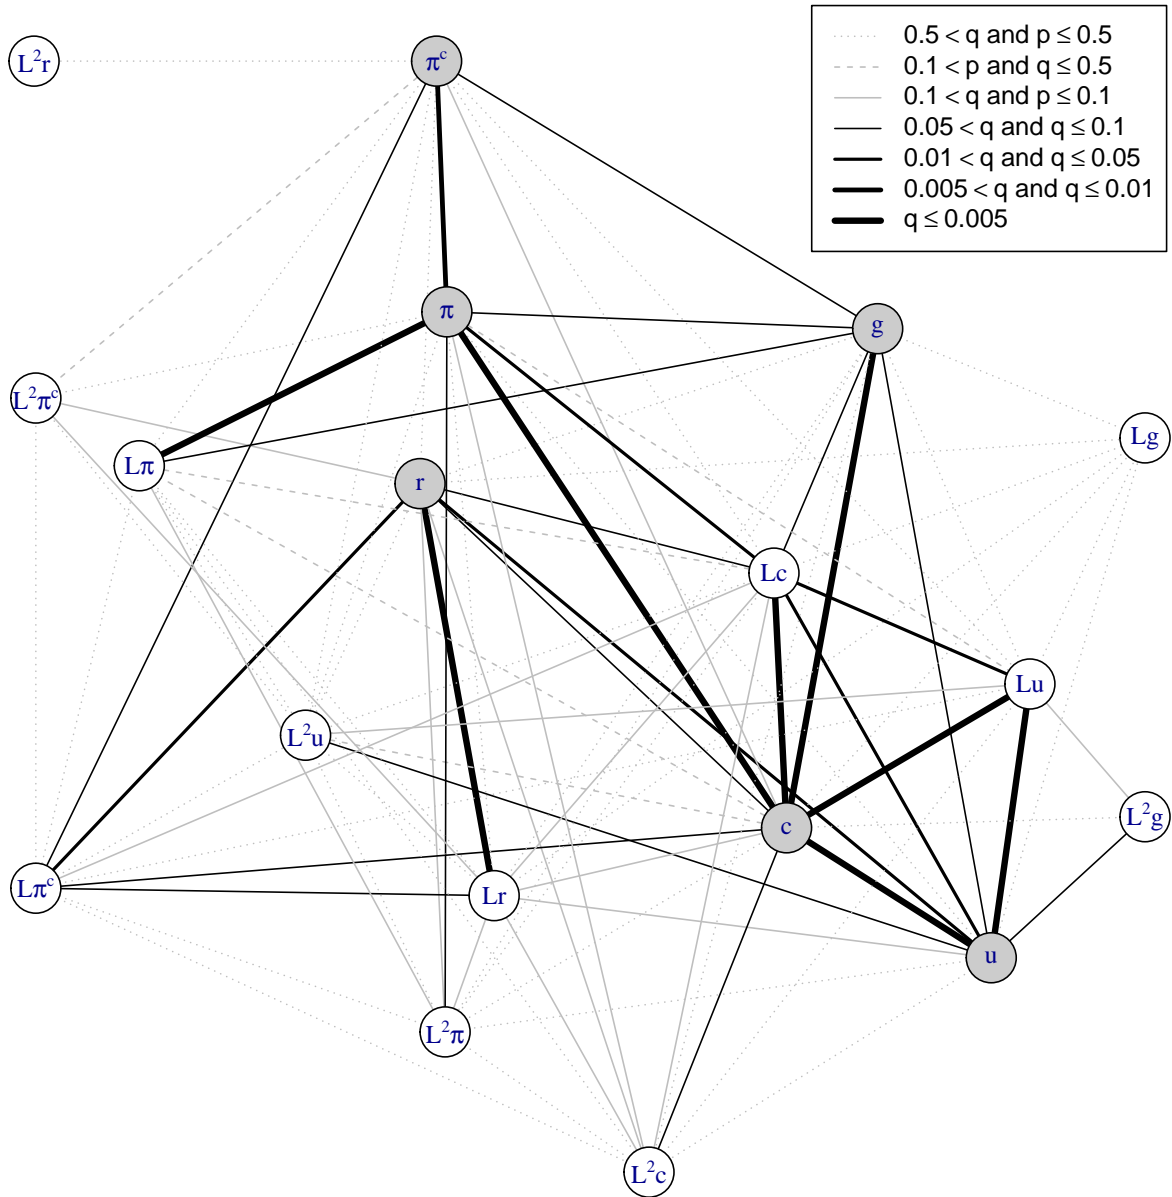 0.5 < q and p ≤ 0.5
0.1 < p and q ≤ 0.5
0.1 < q and p ≤ 0.1
0.05 < q and q ≤ 0.1
0.01 < q and q ≤ 0.05
0.005 < q and q ≤ 0.01
q ≤ 0.005
L²r
πᶜ
π
g
L²πᶜ
Lg
Lπ
r
Lc
Lu
L²u
L²g
c
Lπᶜ
Lr
u
L²π
L²c